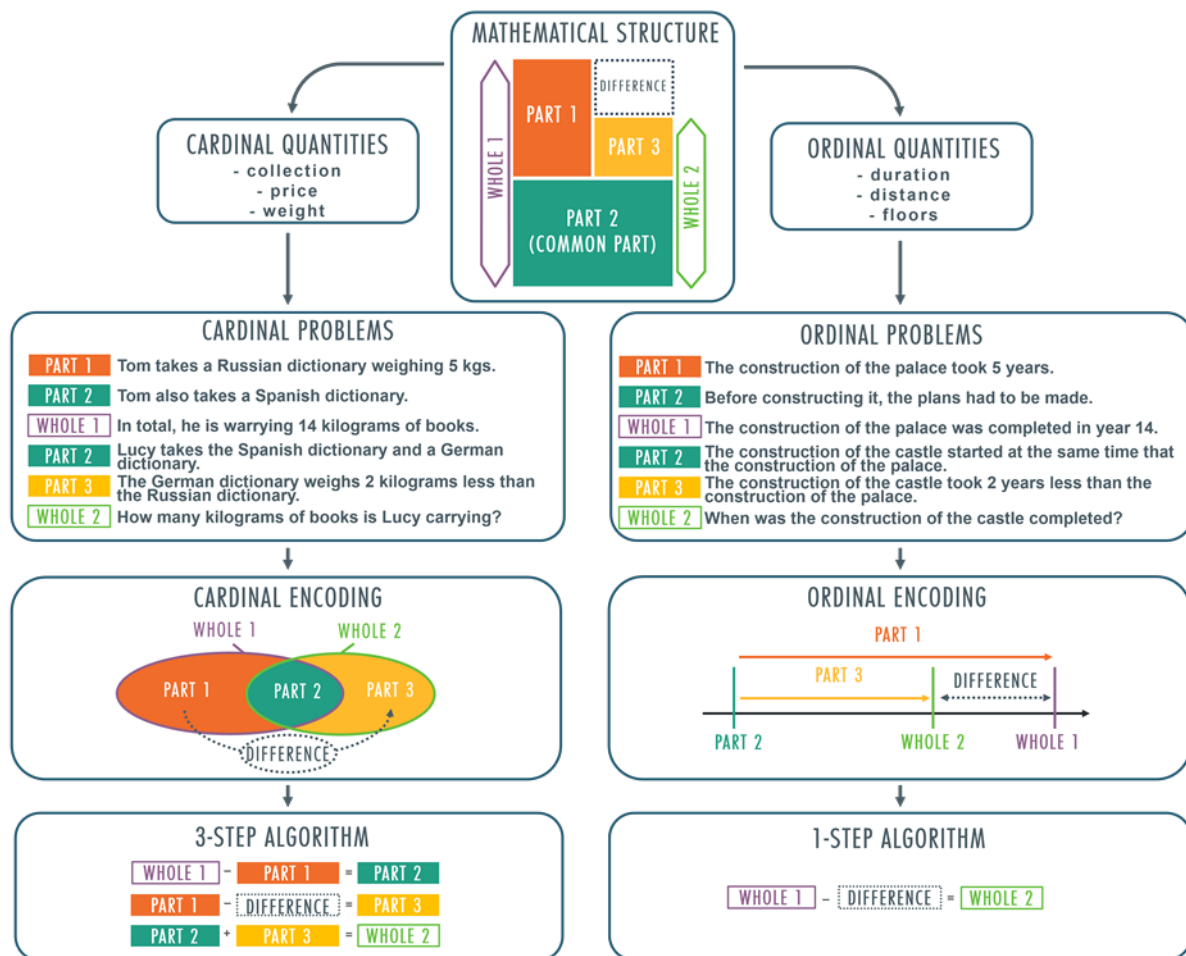 MATHEMATICAL STRUCTURE
DIFFERENCE
PART 1
PART 3
WHOLE 1
WHOLE 2
PART 2
(COMMON PART)
CARDINAL QUANTITIES
- collection
- price
- weight
ORDINAL QUANTITIES
- duration
- distance
- floors
CARDINAL PROBLEMS
PART 1 Tom takes a Russian dictionary weighing 5 kgs.
PART 2 Tom also takes a Spanish dictionary.
WHOLE 1 In total, he is warrying 14 kilograms of books.
PART 2 Lucy takes the Spanish dictionary and a German
dictionary.
PART 3 The German dictionary weighs 2 kilograms less than
the Russian dictionary.
WHOLE 2 How many kilograms of books is Lucy carrying?
ORDINAL PROBLEMS
PART 1 The construction of the palace took 5 years.
PART 2 Before constructing it, the plans had to be made.
WHOLE 1 The construction of the palace was completed in year 14.
PART 2 The construction of the castle started at the same time that
the construction of the palace.
PART 3 The construction of the castle took 2 years less than the
construction of the palace.
WHOLE 2 When was the construction of the castle completed?
CARDINAL ENCODING
WHOLE 1
WHOLE 2
PART 1
PART 2
PART 3
DIFFERENCE
ORDINAL ENCODING
PART 1
PART 3
DIFFERENCE
PART 2
WHOLE 2
WHOLE 1
3-STEP ALGORITHM
WHOLE 1 - PART 1 = PART 2
PART 1 - DIFFERENCE = PART 3
PART 2 + PART 3 = WHOLE 2
1-STEP ALGORITHM
WHOLE 1 - DIFFERENCE = WHOLE 2